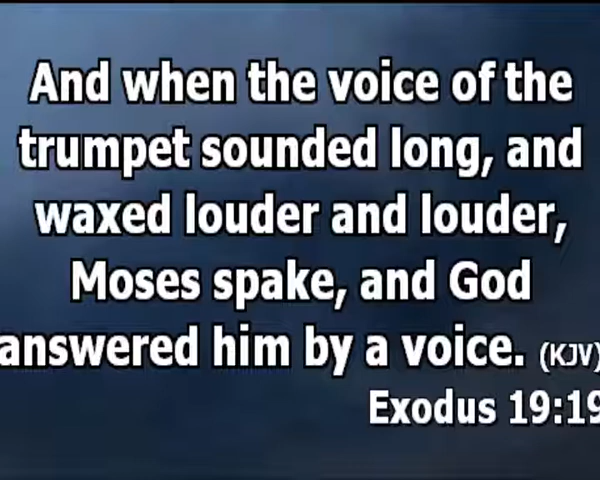 And when the voice of the
trumpet sounded long, and
waxed louder and louder,
Moses spake, and God
answered him by a voice. (KJV)
Exodus 19:19